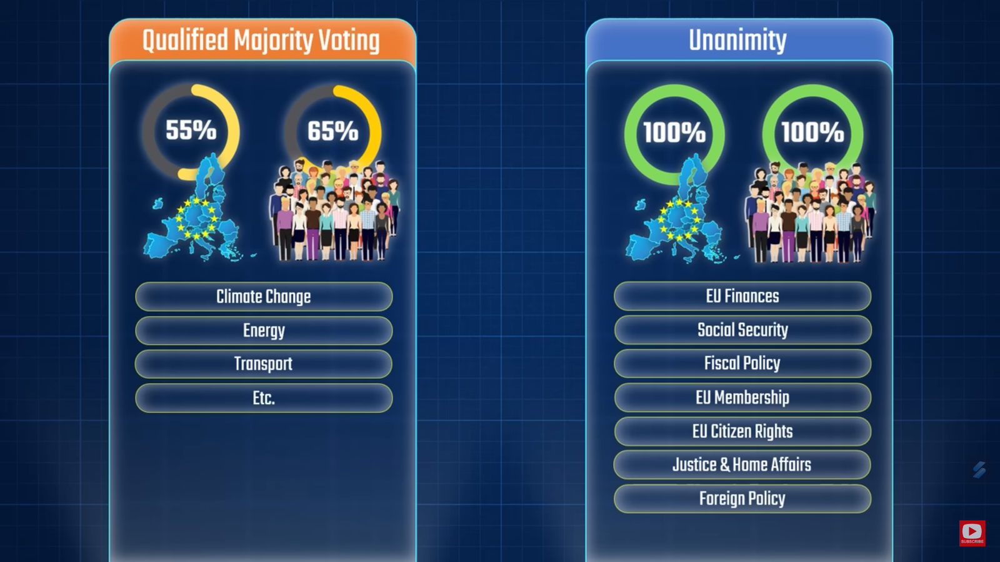 Qualified Majority Voting
55%
65%
Climate Change
Energy
Transport
Etc.
Unanimity
100%
100%
EU Finances
Social Security
Fiscal Policy
EU Membership
EU Citizen Rights
Justice & Home Affairs
Foreign Policy
SUBSCRIBE